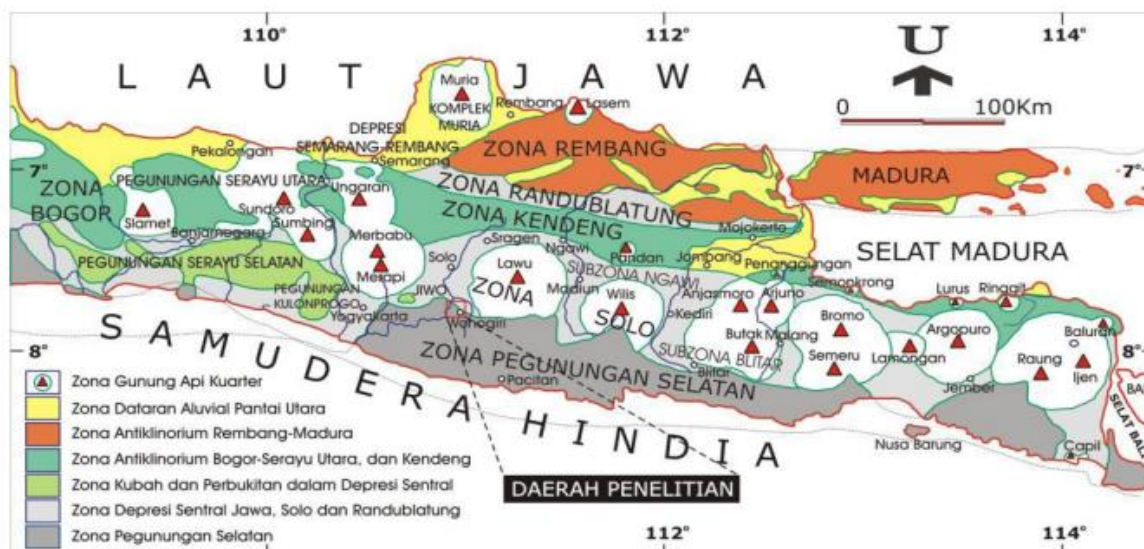 110°
112°
114°
LAUT JAWA
U
0 100Km
Muria
KOMPLEK
MURIA
Rembang
Lasem
DEPRESI
SEMARANG-REMBANG
Semarang
Pekalongan
ZONA REMBANG
MADURA
7°
7°
ZONA
BOGOR
PEGUNUNGAN SERAYU UTARA
Ungaran
ZONA RANDUBLATUNG
ZONA KENDENG
Slamet
Sundoro
Sumbing
Banjarnegara
Merbabu
Merapi
Sragen
Ngawi
Pandan
Mojokerto
Jombang
Penanggungan
SELAT MADURA
Semongkrong
Lurus
Ringgit
PEGUNUNGAN SERAYU SELATAN
Solo
Lawu
ZONA
SUBZONA NGAWI
Madiun
Wilis
SOLO
Anjasmoro
Arjuno
Kediri
Bromo
Argopuro
Baluran
PEGUNUNGAN
KULONPROGO
JIWO
Yogyakarta
Wonogiri
Butak
Malang
Semeru
Lamongan
Raung
Ijen
SUBZONA BLITAR
Blitar
Jember
8°
8°
ZONA PEGUNUNGAN SELATAN
Pacitan
SAMUDERA HINDIA
Nusa Barung
Capil
BA
SELAT BAL
DAERAH PENELITIAN
Zona Gunung Api Kuarter
Zona Dataran Aluvial Pantai Utara
Zona Antiklinorium Rembang-Madura
Zona Antiklinorium Bogor-Serayu Utara, dan Kendeng
Zona Kubah dan Perbukitan dalam Depresi Sentral
Zona Depresi Sentral Jawa, Solo dan Randublatung
Zona Pegunungan Selatan
110°
112°
114°